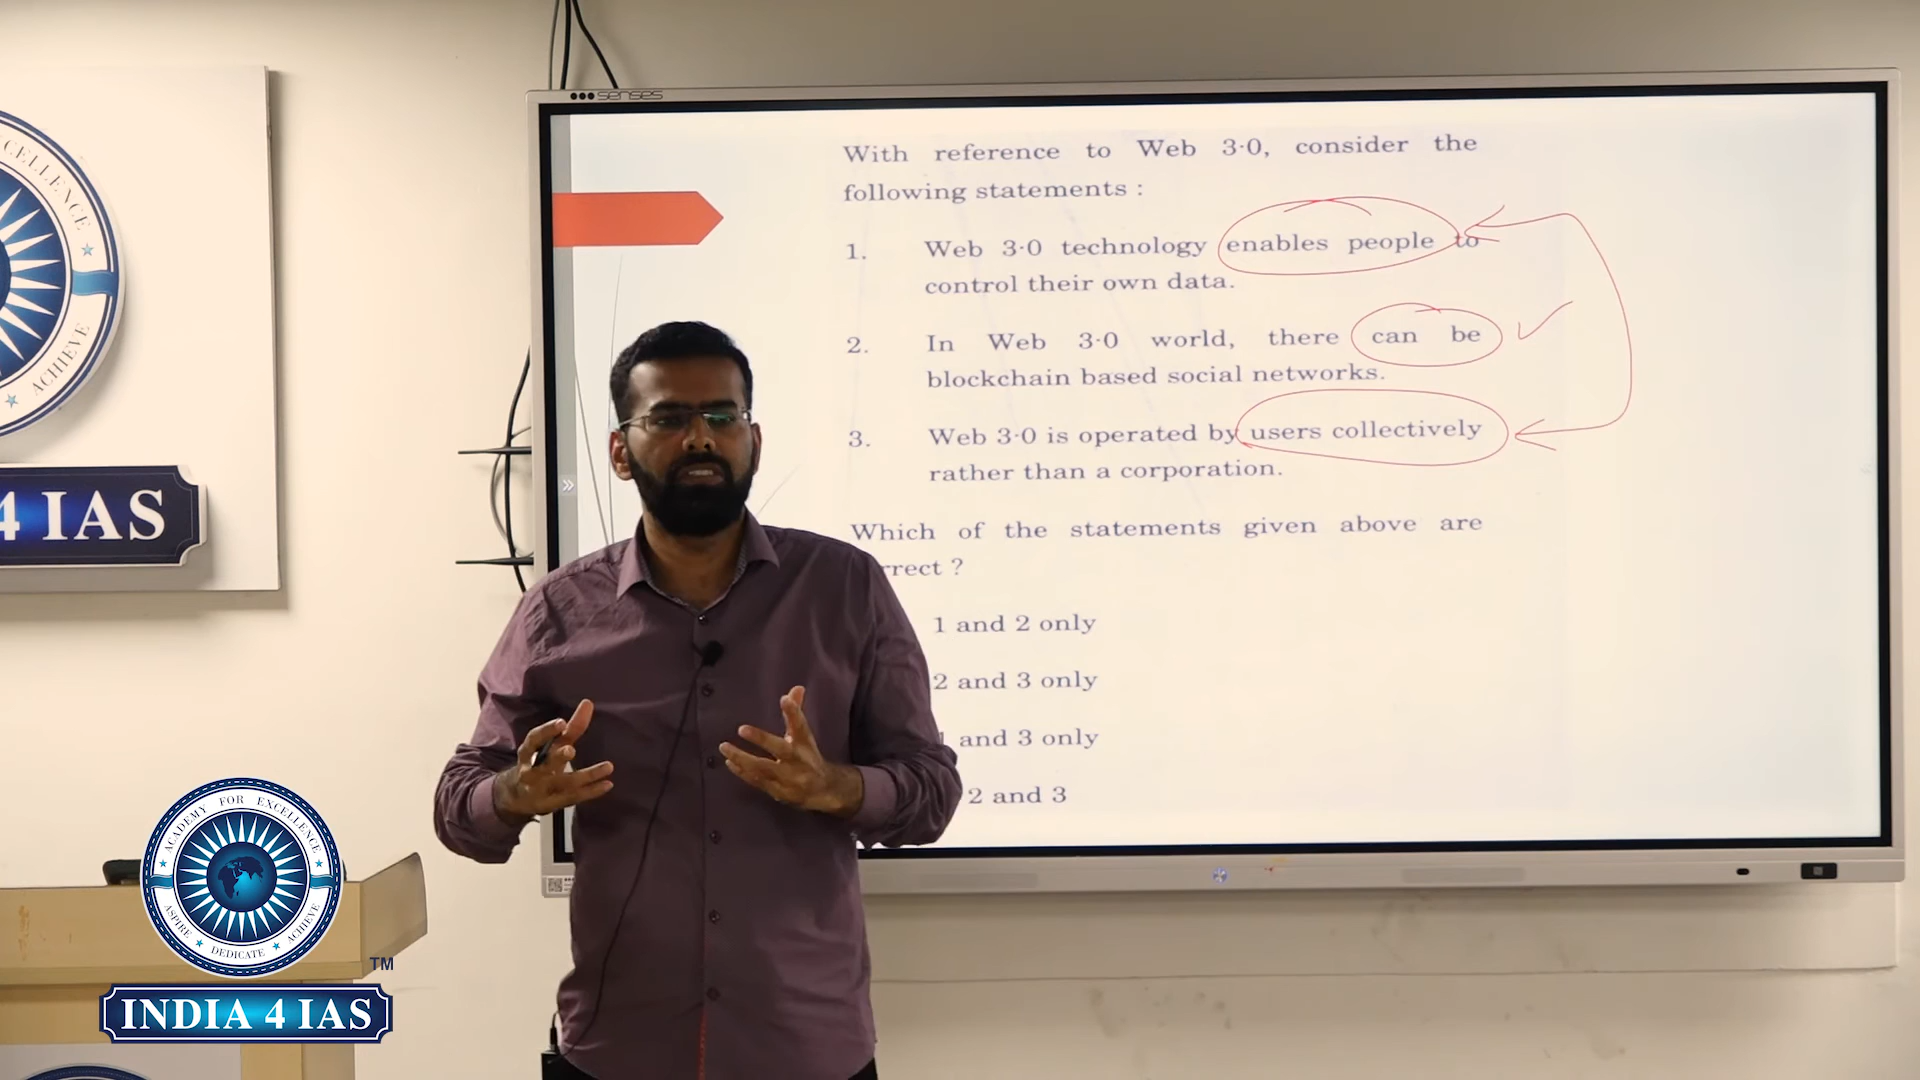 senses
With reference to Web 3·0, consider the
following statements :
1. Web 3·0 technology enables people to
control their own data.
2. In Web 3·0 world, there can be
blockchain based social networks.
3. Web 3·0 is operated by users collectively
rather than a corporation.
Which of the statements given above are
rrect ?
1 and 2 only
2 and 3 only
1 and 3 only
2 and 3
EXCELLENCE
ACHIEVE
4 IAS
ACADEMY FOR EXCELLENCE
ASPIRE DEDICATE ACHIEVE
TM
INDIA 4 IAS